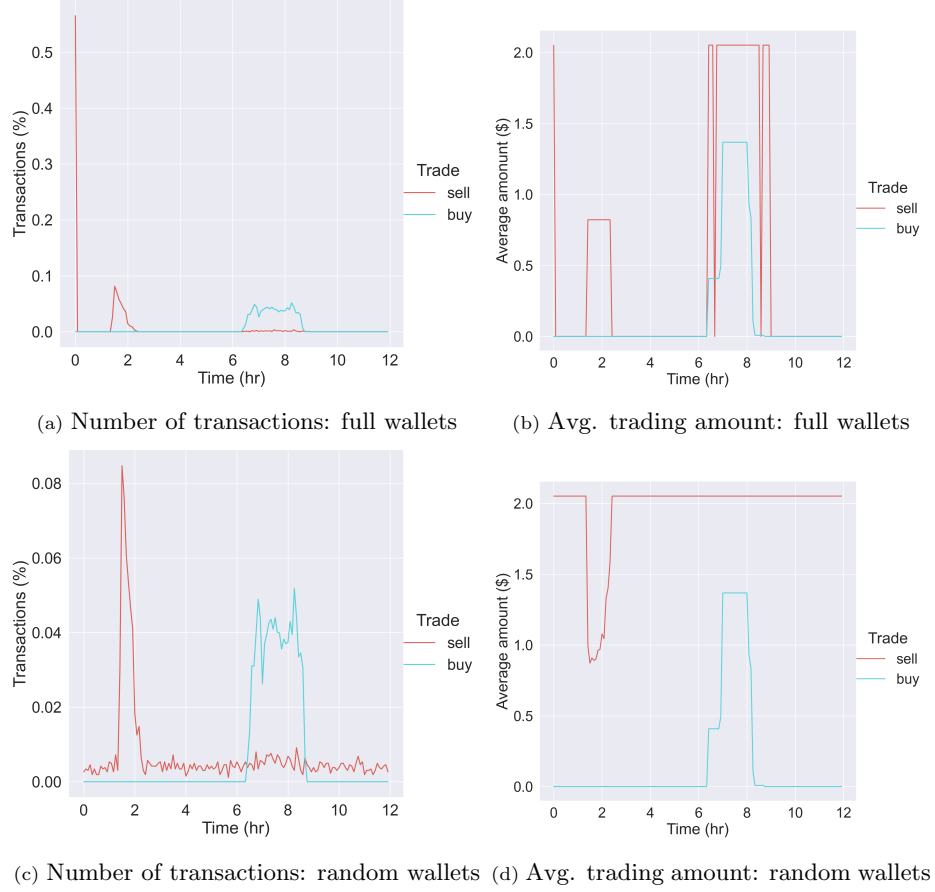 0.5
0.4
0.3
0.2
0.1
0.0
Transactions (%)
0 2 4 6 8 10 12
Time (hr)
Trade
sell
buy
(a) Number of transactions: full wallets
2.0
1.5
1.0
0.5
0.0
Average amonunt ($)
0 2 4 6 8 10 12
Time (hr)
Trade
sell
buy
(b) Avg. trading amount: full wallets
0.08
0.06
0.04
0.02
0.00
Transactions (%)
0 2 4 6 8 10 12
Time (hr)
Trade
sell
buy
(c) Number of transactions: random wallets
2.0
1.5
1.0
0.5
0.0
Average amount ($)
0 2 4 6 8 10 12
Time (hr)
Trade
sell
buy
(d) Avg. trading amount: random wallets